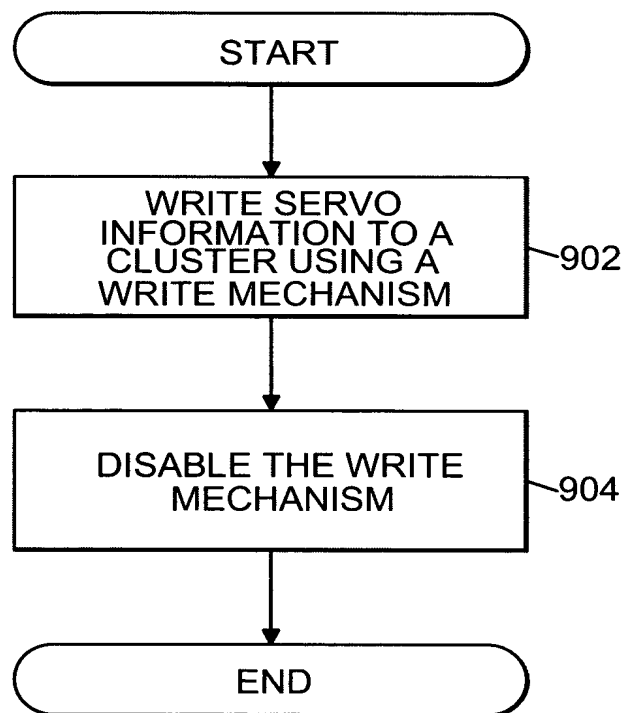 START
WRITE SERVO
INFORMATION TO A
CLUSTER USING A
WRITE MECHANISM
902
DISABLE THE WRITE
MECHANISM
904
END